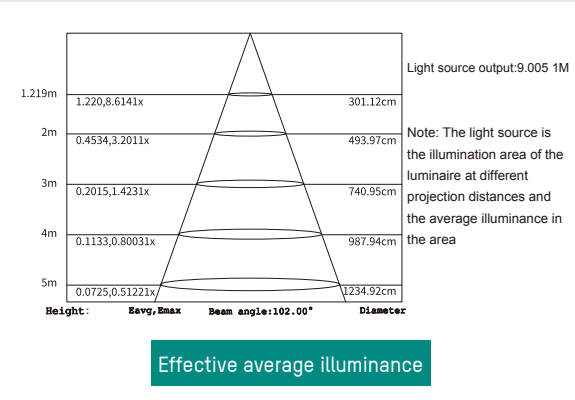 Light source output:9.005 1M
1.219m
1.220,8.6141x
301.12cm
2m
0.4534,3.2011x
493.97cm
Note: The light source is
the illumination area of the
luminaire at different
projection distances and
the average illuminance in
the area
3m
0.2015,1.4231x
740.95cm
4m
0.1133,0.80031x
987.94cm
5m
0.0725,0.51221x
1234.92cm
Height:
Eavg,Emax
Beam angle:102.00°
Diameter
Effective average illuminance